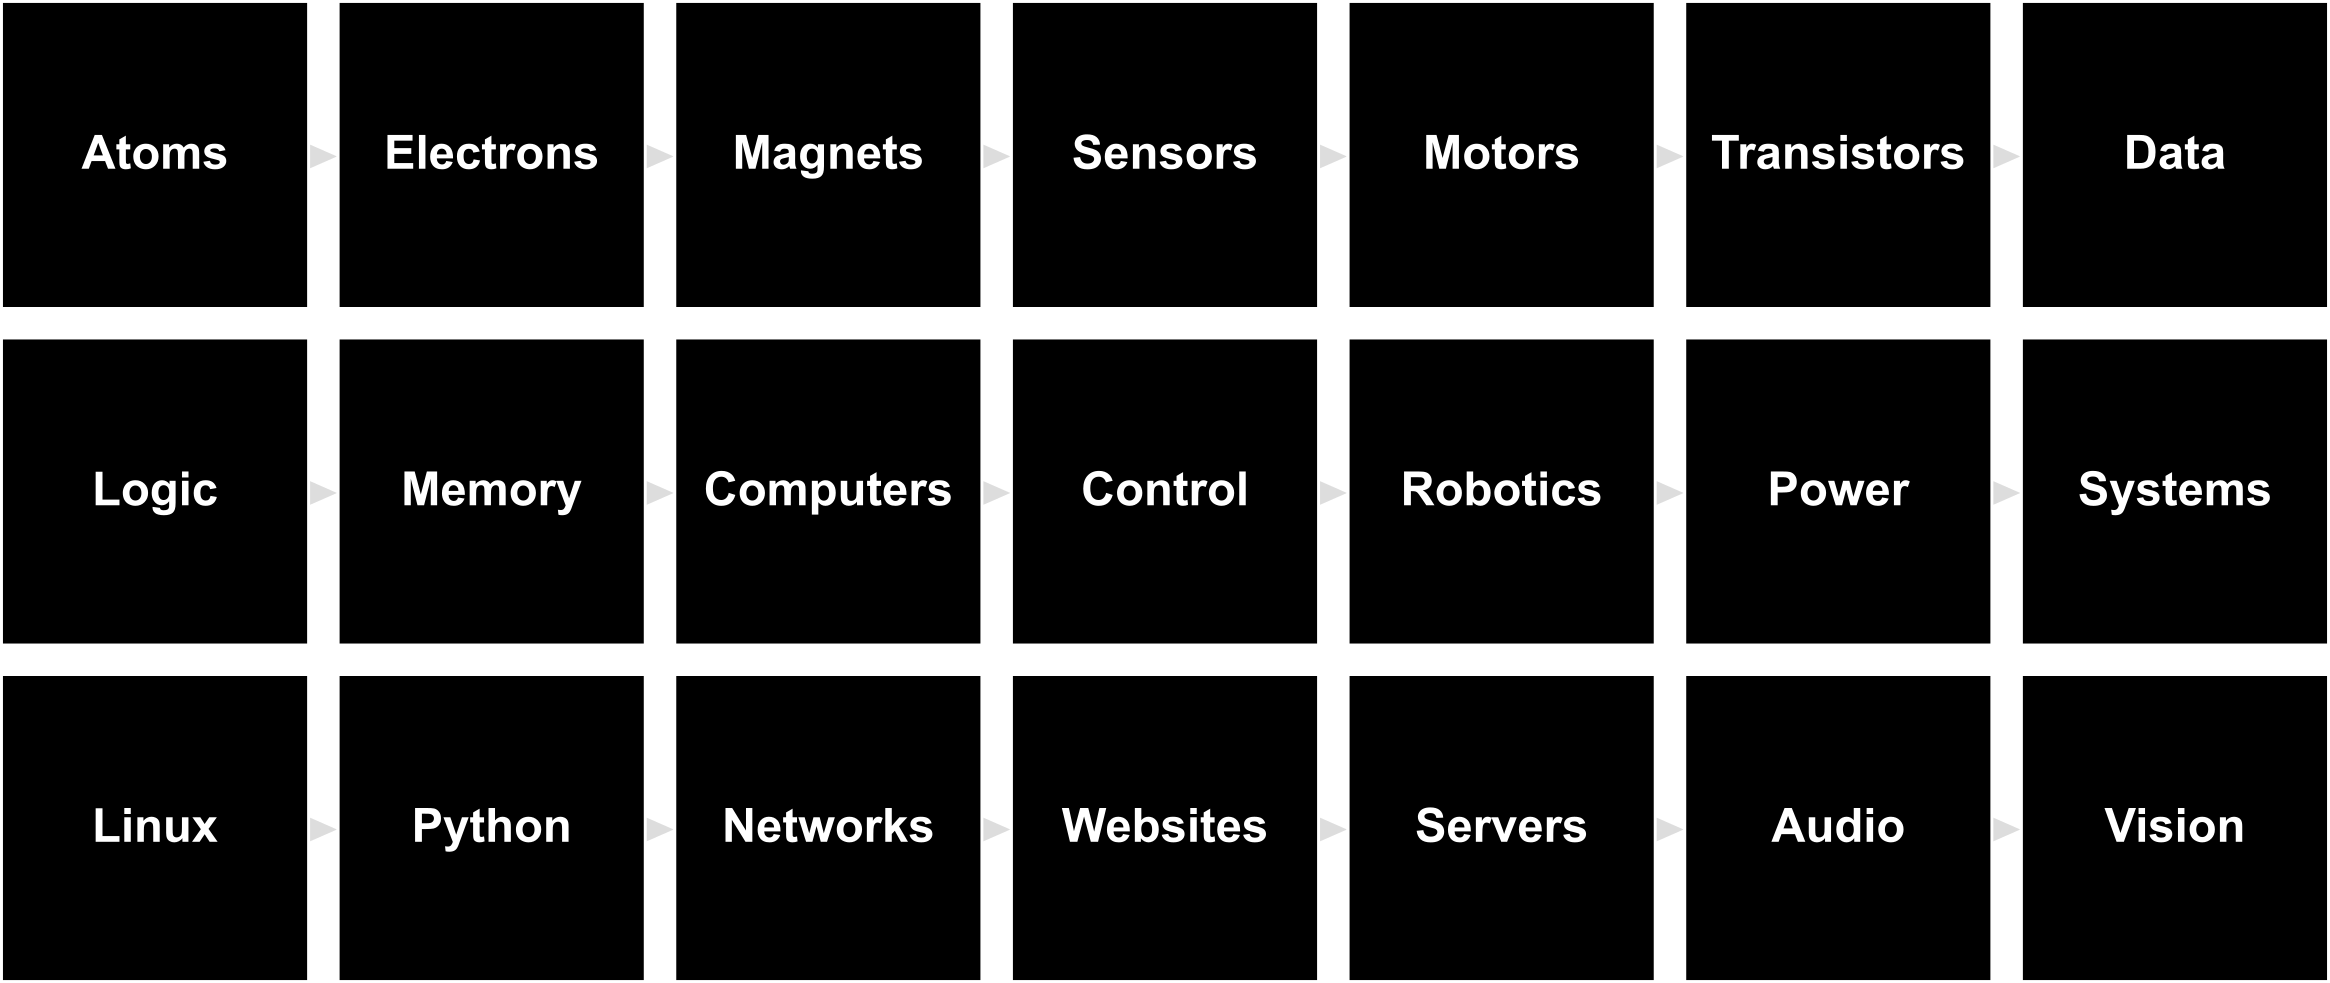 Atoms Electrons Magnets Sensors Motors Transistors Data
Logic Memory Computers Control Robotics Power Systems
Linux Python Networks Websites Servers Audio Vision